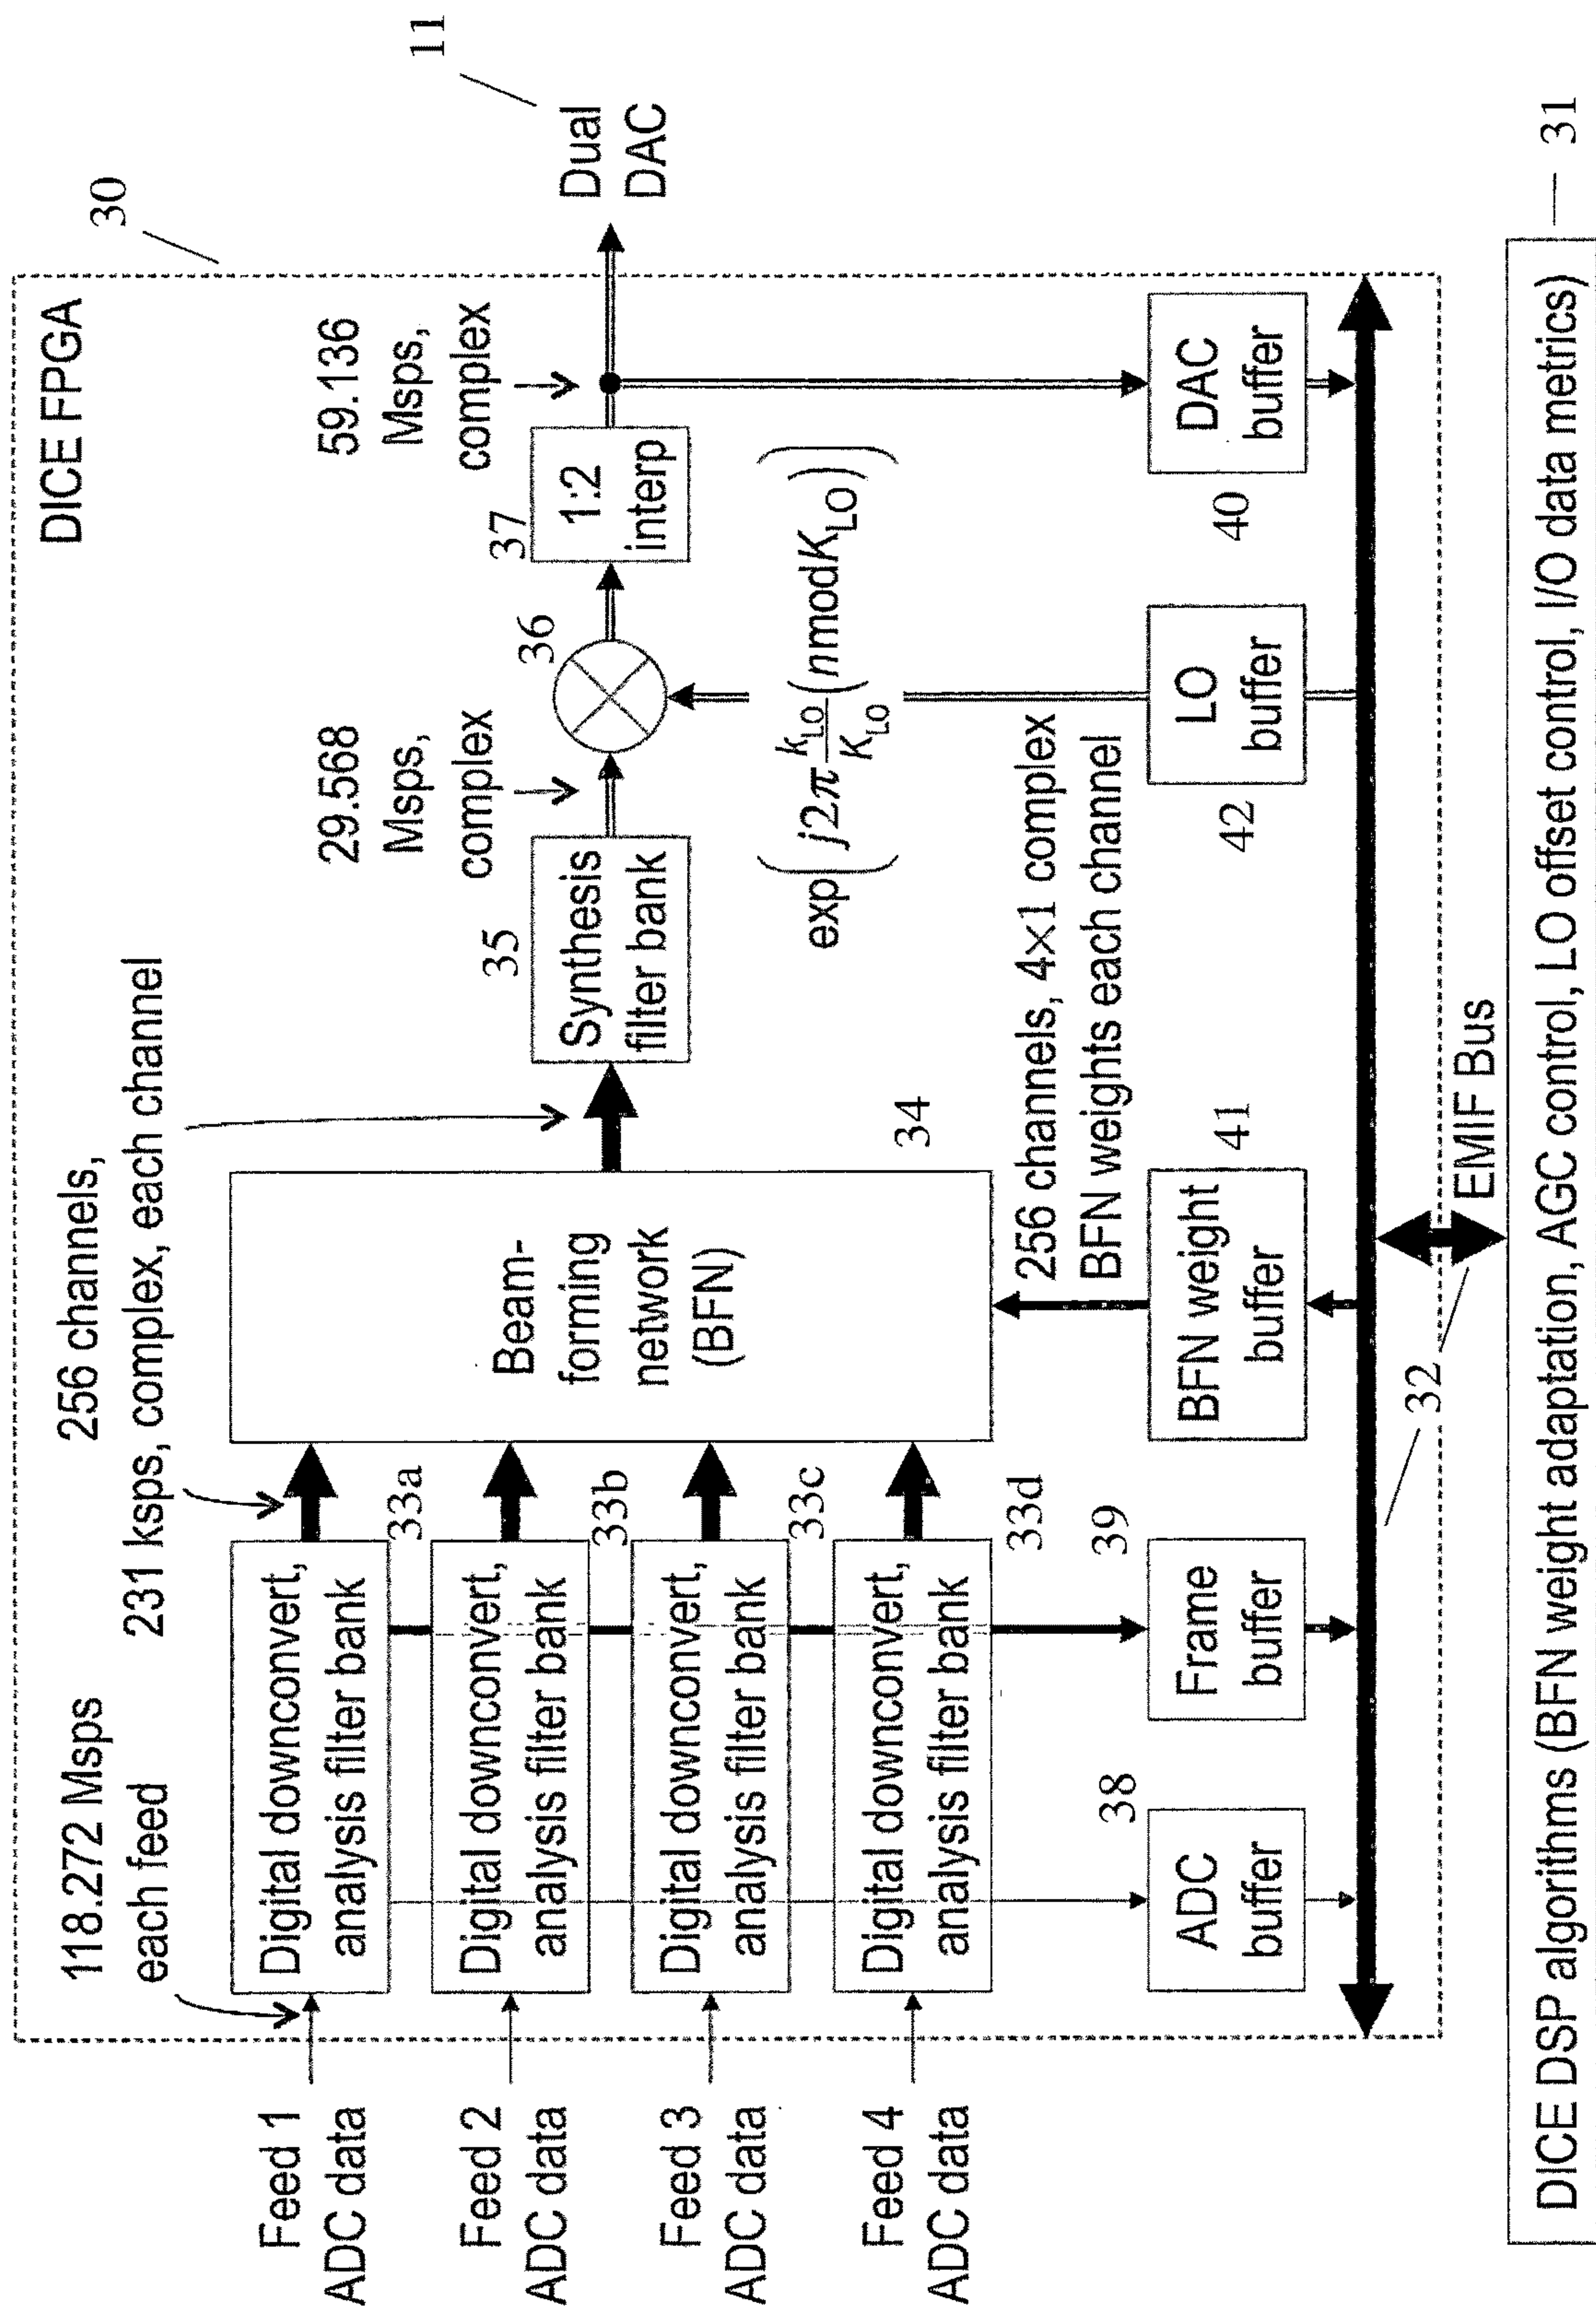 DICE FPGA
30
118.272 Msps
each feed
256 channels,
231 ksps, complex, each channel
29.568
Msps,
complex
59.136
Msps,
complex
Feed 1
ADC data
Digital downconvert,
analysis filter bank
33a
Feed 2
ADC data
Digital downconvert,
analysis filter bank
33b
Feed 3
ADC data
Digital downconvert,
analysis filter bank
33c
Feed 4
ADC data
Digital downconvert,
analysis filter bank
33d
Beam-
forming
network
(BFN)
34
35
Synthesis
filter bank
36
37
1:2
interp
Dual
DAC
11
exp(j2π k_LO/K_LO (nmodK_LO))
256 channels, 4×1 complex
BFN weights each channel
38
ADC
buffer
39
Frame
buffer
41
BFN weight
buffer
42
LO
buffer
40
DAC
buffer
32
EMIF Bus
DICE DSP algorithms (BFN weight adaptation, AGC control, LO offset control, I/O data metrics)
31